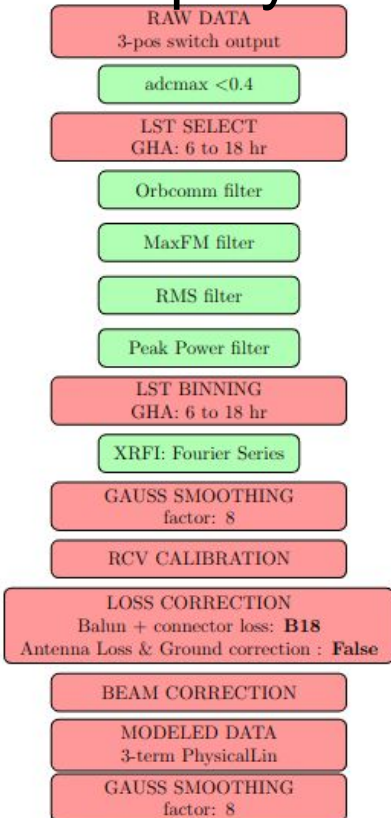 RAW DATA
3-pos switch output
adcmax <0.4
LST SELECT
GHA: 6 to 18 hr
Orbcomm filter
MaxFM filter
RMS filter
Peak Power filter
LST BINNING
GHA: 6 to 18 hr
XRFI: Fourier Series
GAUSS SMOOTHING
factor: 8
RCV CALIBRATION
LOSS CORRECTION
Balun + connector loss: B18
Antenna Loss & Ground correction : False
BEAM CORRECTION
MODELED DATA
3-term PhysicalLin
GAUSS SMOOTHING
factor: 8